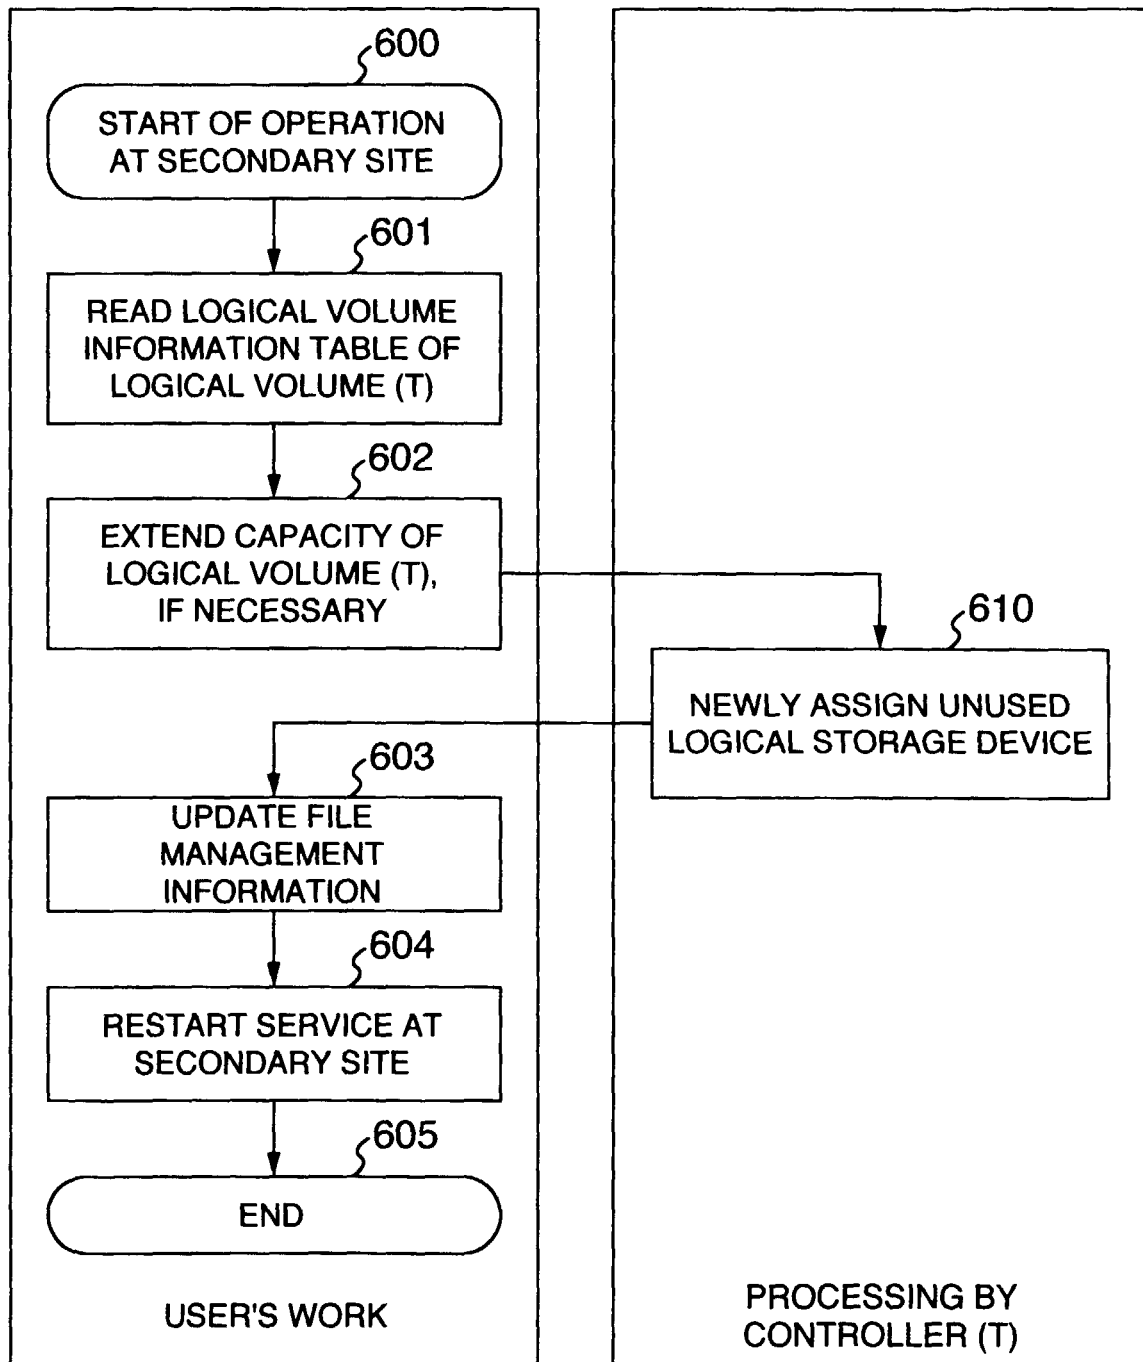 600
START OF OPERATION
AT SECONDARY SITE
601
READ LOGICAL VOLUME
INFORMATION TABLE OF
LOGICAL VOLUME (T)
602
EXTEND CAPACITY OF
LOGICAL VOLUME (T),
IF NECESSARY
610
NEWLY ASSIGN UNUSED
LOGICAL STORAGE DEVICE
603
UPDATE FILE
MANAGEMENT
INFORMATION
604
RESTART SERVICE AT
SECONDARY SITE
605
END
USER'S WORK
PROCESSING BY
CONTROLLER (T)